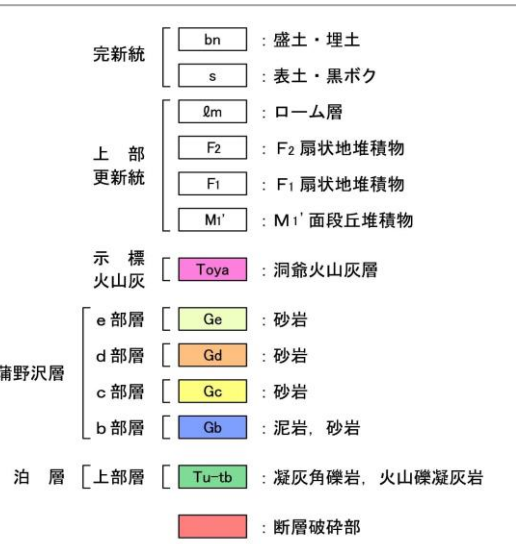 完新統
bn ：盛土・埋土
s ：表土・黒ボク
上部
更新統
ℓm ：ローム層
F2 ：F2 扇状地堆積物
F1 ：F1 扇状地堆積物
M1' ：M1' 面段丘堆積物
示標
火山灰
Toya ：洞爺火山灰層
蒲野沢層
e 部層 Ge ：砂岩
d 部層 Gd ：砂岩
c 部層 Gc ：砂岩
b 部層 Gb ：泥岩，砂岩
泊層 上部層 Tu-tb ：凝灰角礫岩，火山礫凝灰岩
：断層破砕部